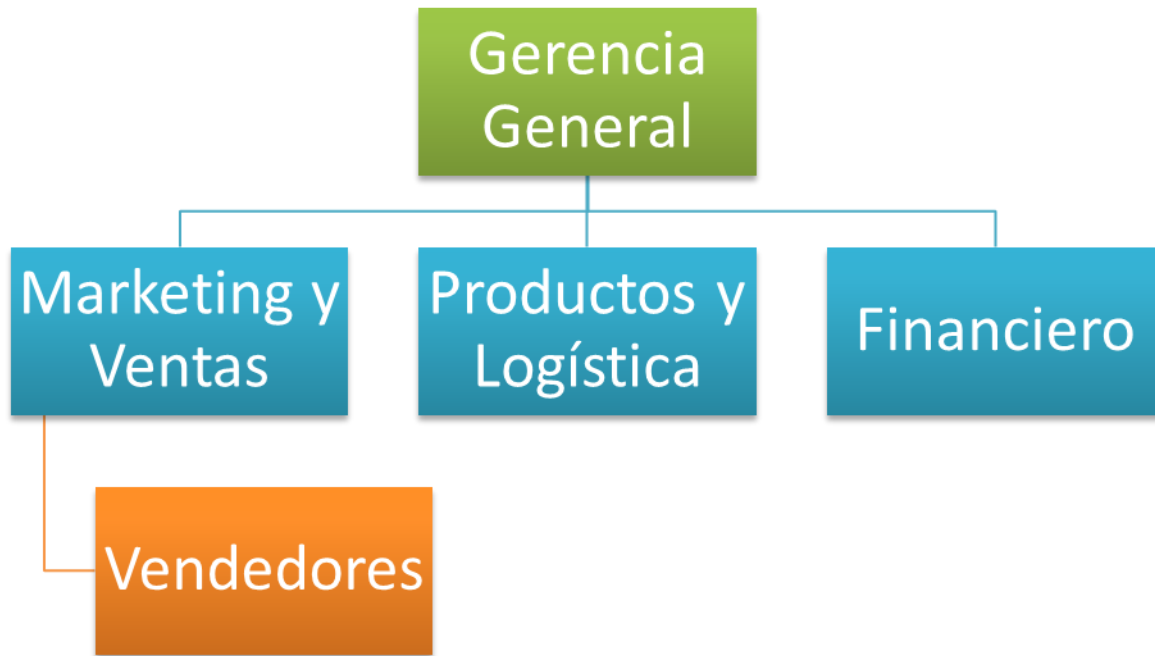 Gerencia
General
Marketing y
Ventas
Productos y
Logística
Financiero
Vendedores